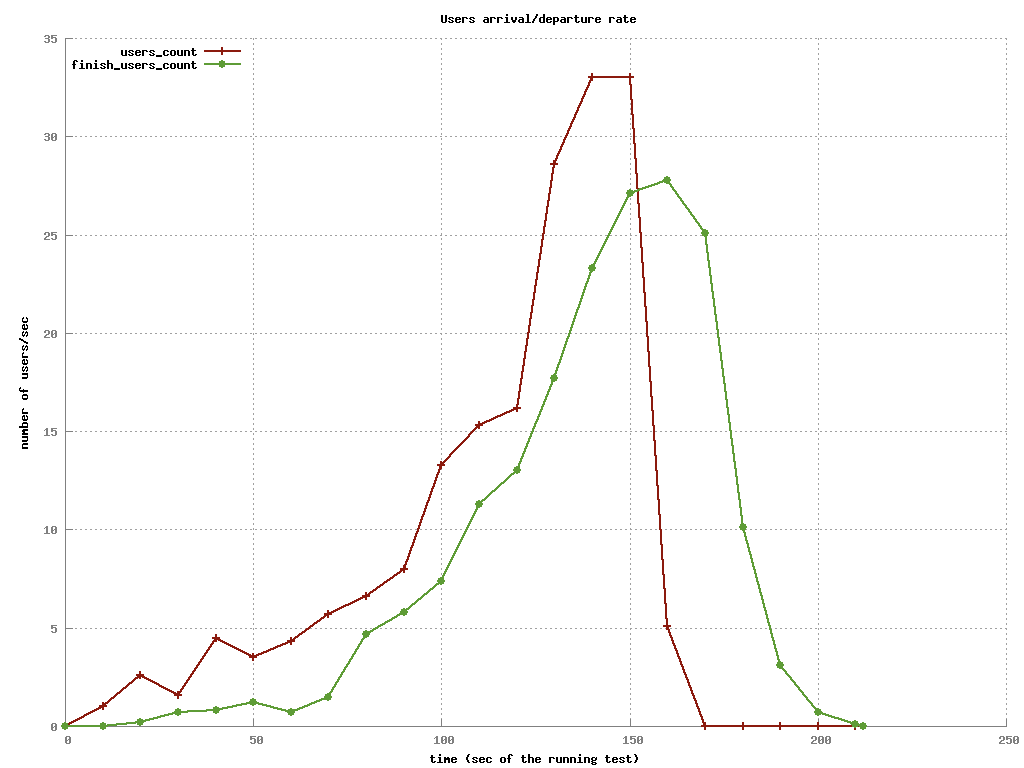 Users arrival/departure rate
users_count
finish_users_count
35
30
25
20
15
10
5
0
number of users/sec
0 50 100 150 200 250
time (sec of the running test)